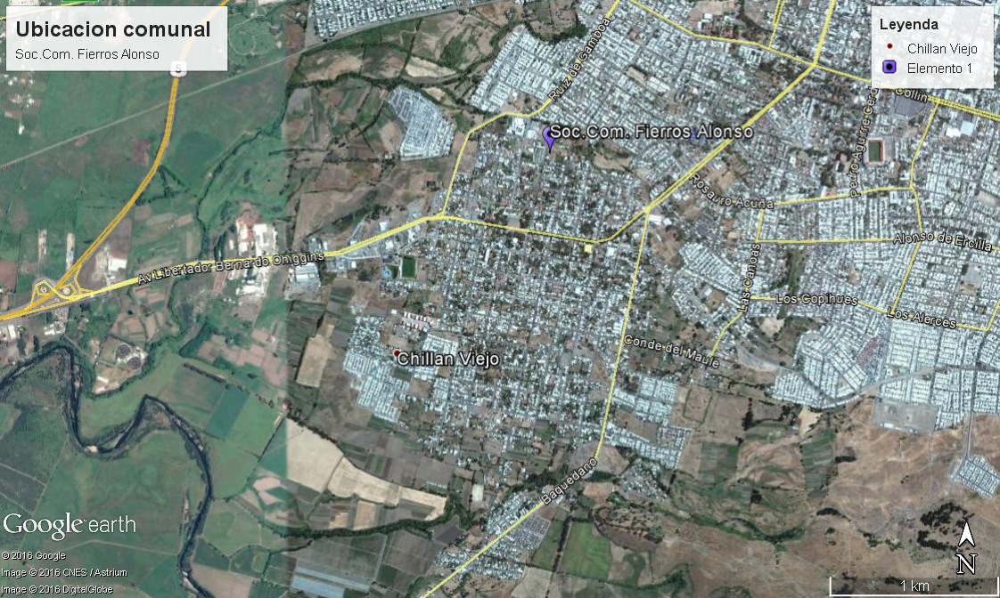 Ubicacion comunal
Soc.Com. Fierros Alonso
Leyenda
Chillan Viejo
Elemento 1
5
Ruiz de Gamboa
Collin
Pedro Aguirre Cerd
Soc.Com. Fierros Alonso
Rosauro Acuña
Alonso de Ercilla
Av Libertador Bernardo Ohiggins
Las Canoas
Los Copihues
Los Alerces
Conde del Maule
Chillan Viejo
Baquedano
Google earth
© 2016 Google
Image © 2016 CNES / Astrium
Image © 2016 DigitalGlobe
N
1 km